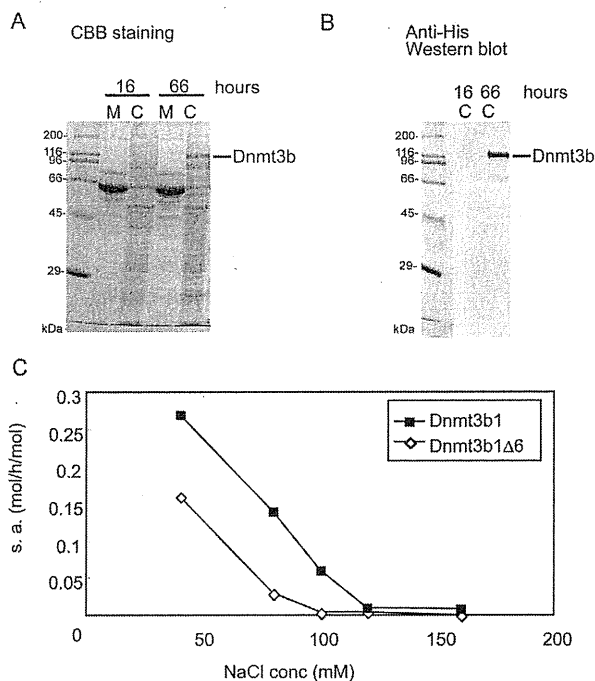 A
CBB staining
16 66 hours
M C M C
200-
116-
96-
66-
45-
29-
kDa
Dnmt3b
B
Anti-His
Western blot
16 66 hours
C C
200-
116-
96-
66-
45-
29-
kDa
Dnmt3b
C
s. a. (mol/h/mol)
0.3
0.25
0.2
0.15
0.1
0.05
0
50 100 150 200
NaCl conc (mM)
Dnmt3b1
Dnmt3b1Δ6